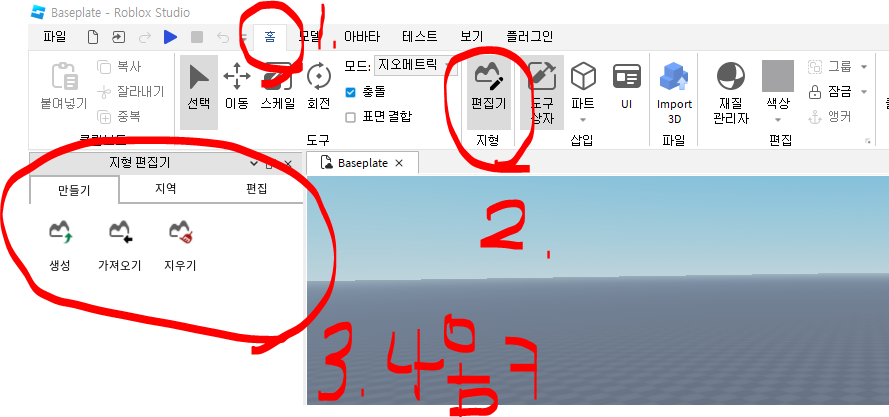 Baseplate - Roblox Studio
파일 홈 모델 아바타 테스트 보기 플러그인
1.
붙여넣기 복사 잘라내기 중복
클립보드
선택 이동 스케일 회전
모드: 지오메트릭
충돌
표면 결합
도구
편집기
지형
도구 상자 파트 UI
삽입
Import 3D
파일
재질 관리자 색상 그룹 잠금 앵커
편집
지형 편집기
만들기 지역 편집
생성 가져오기 지우기
Baseplate
2.
3.